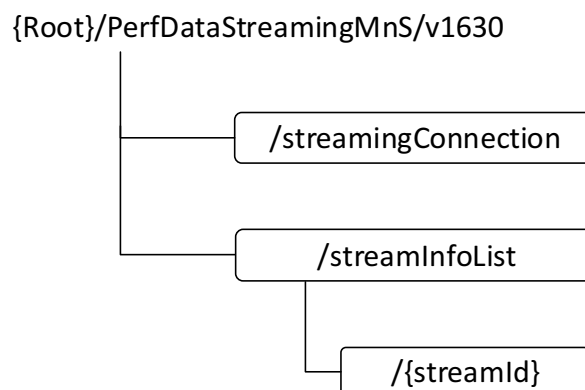 {Root}/PerfDataStreamingMnS/v1630
/streamingConnection
/streamInfoList
/{streamId}